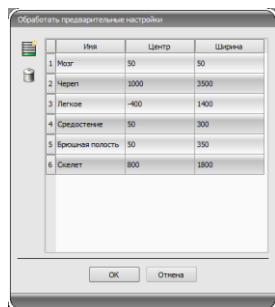 Обработать предварительные настройки
Имя Центр Ширина
1 Мозг 50 50
2 Череп 1000 3500
3 Легкое -400 1400
4 Средостение 50 300
5 Брюшная полость 50 350
6 Скелет 800 1800
OK Отмена